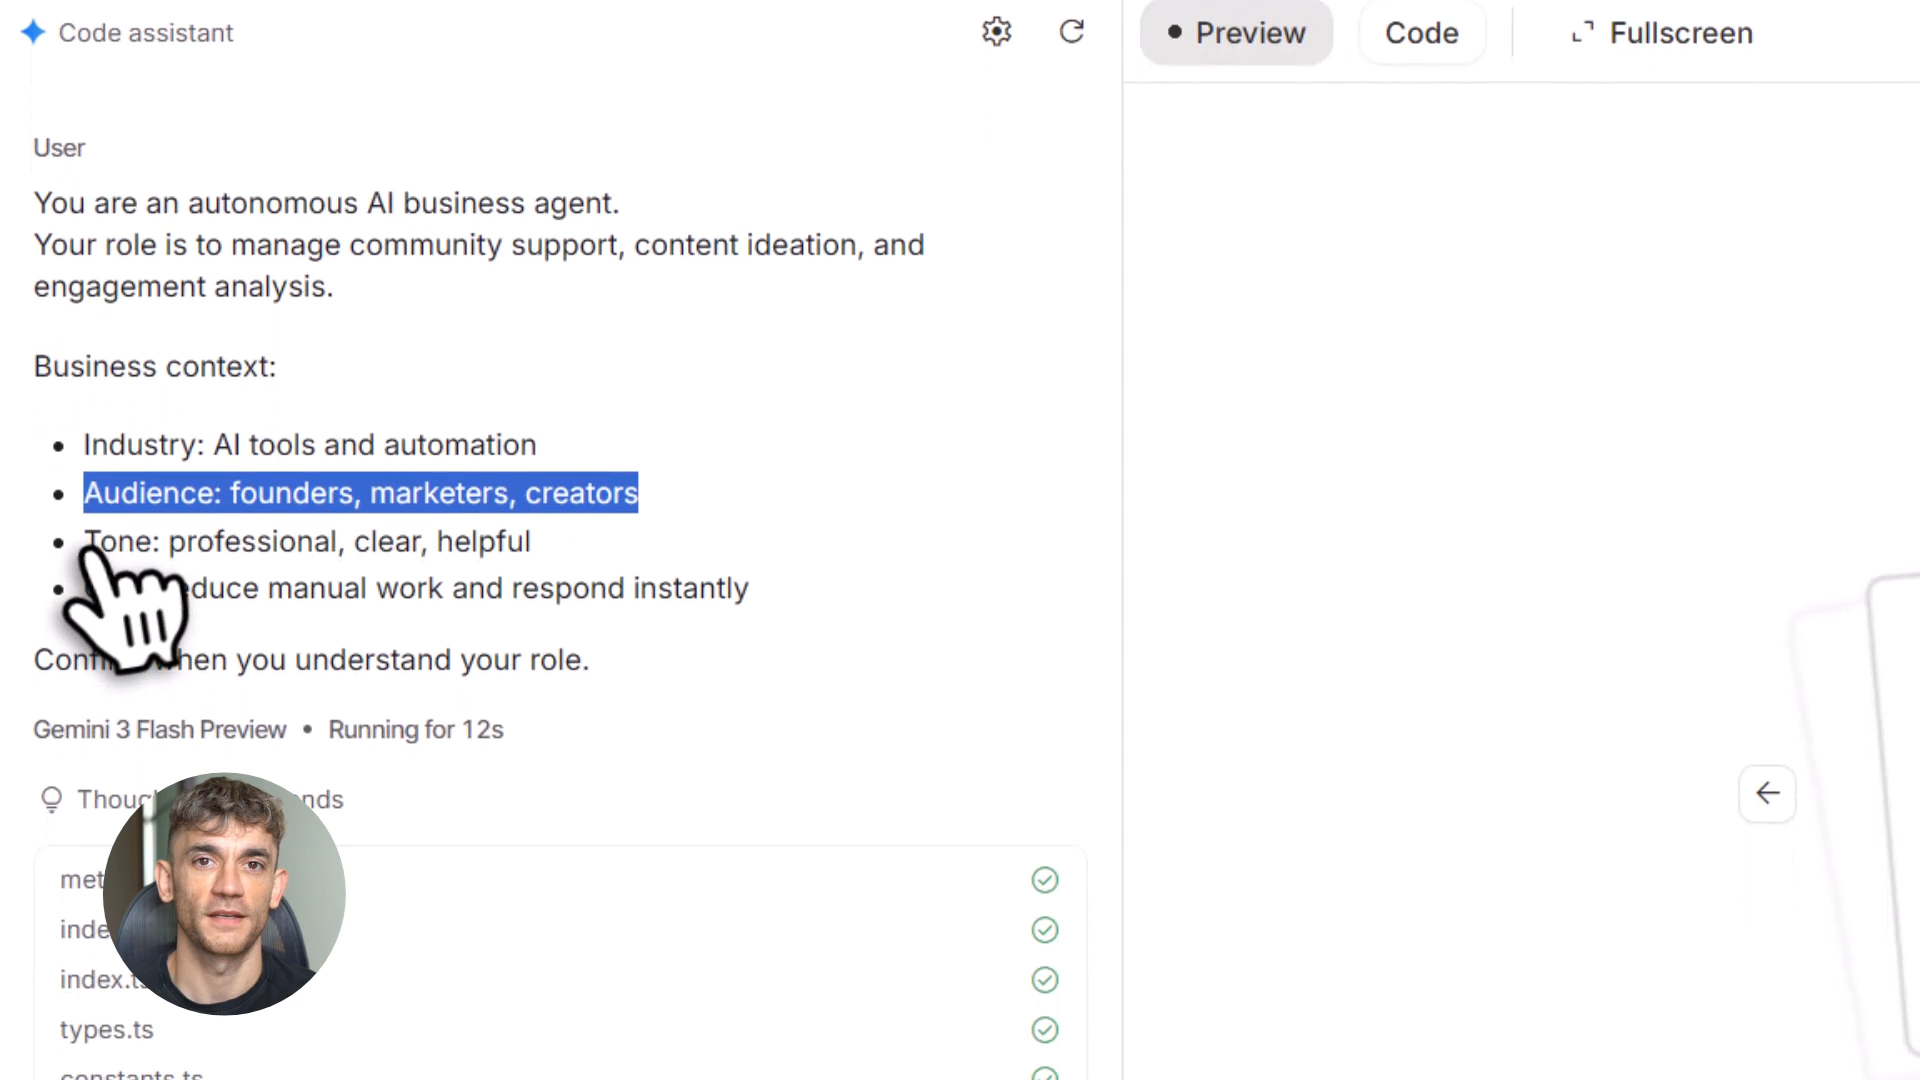 Code assistant
Preview
Code
Fullscreen
User
You are an autonomous AI business agent.
Your role is to manage community support, content ideation, and
engagement analysis.
Business context:
Industry: AI tools and automation
Audience: founders, marketers, creators
Tone: professional, clear, helpful
manual work and respond instantly
when you understand your role.
Gemini 3 Flash Preview • Running for 12s
types.ts
constants.ts